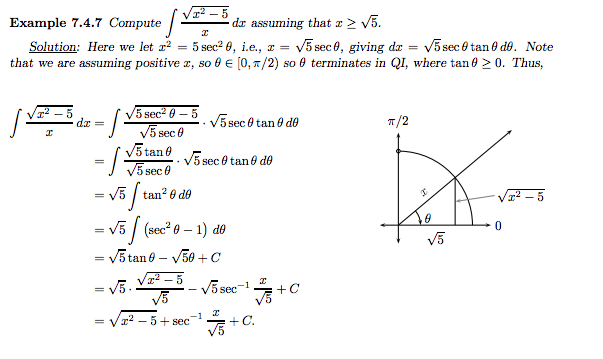 Example 7.4.7 Compute ∫ √(x² − 5) / x dx assuming that x ≥ √5.
Solution: Here we let x² = 5 sec² θ, i.e., x = √5 sec θ, giving dx = √5 sec θ tan θ dθ. Note
that we are assuming positive x, so θ ∈ [0, π/2) so θ terminates in QI, where tan θ ≥ 0. Thus,
∫ √(x² − 5) / x dx = ∫ √(5 sec² θ − 5) / (√5 sec θ) · √5 sec θ tan θ dθ
= ∫ (√5 tan θ) / (√5 sec θ) · √5 sec θ tan θ dθ
= √5 ∫ tan² θ dθ
= √5 ∫ (sec² θ − 1) dθ
= √5 tan θ − √5θ + C
= √5 · √(x² − 5) / √5 − √5 sec⁻¹ x/√5 + C
= √(x² − 5) + sec⁻¹ x/√5 + C.
π/2
x
√(x² − 5)
θ
0
√5